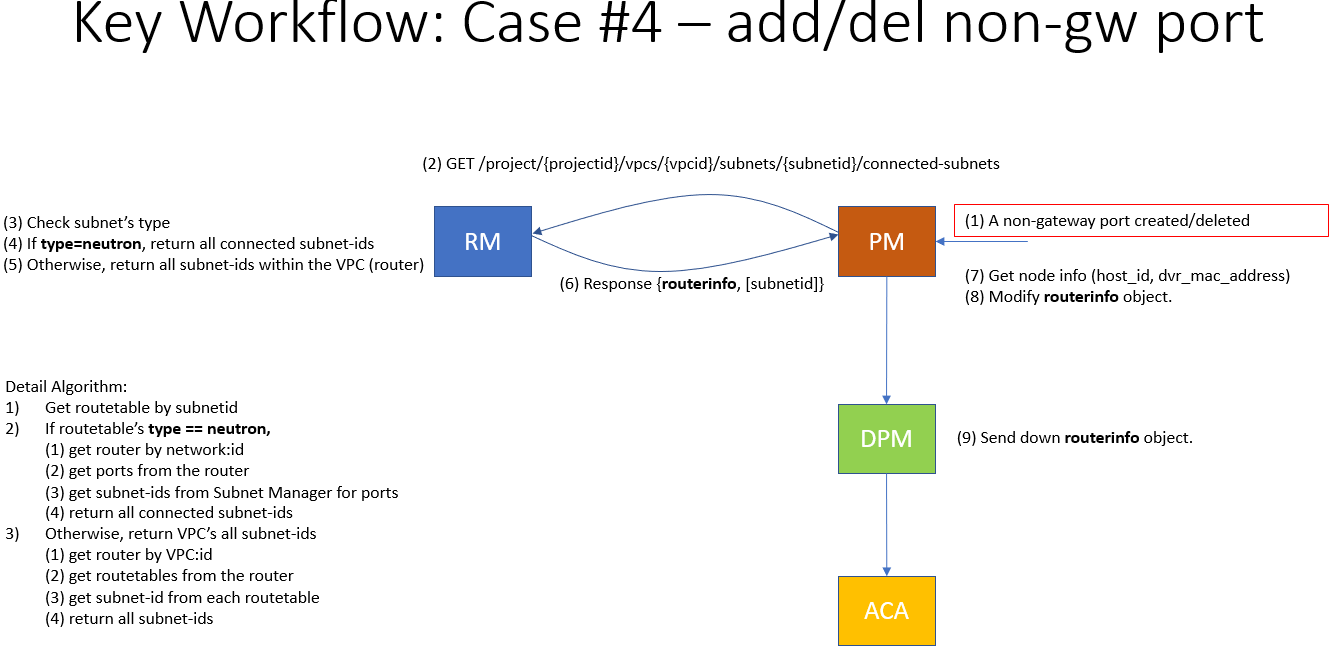 Key Workflow: Case #4 – add/del non-gw port
(2) GET /project/{projectid}/vpcs/{vpcid}/subnets/{subnetid}/connected-subnets
(3) Check subnet’s type
(4) If type=neutron, return all connected subnet-ids
(5) Otherwise, return all subnet-ids within the VPC (router)
RM
PM
(1) A non-gateway port created/deleted
(6) Response {routerinfo, [subnetid]}
(7) Get node info (host_id, dvr_mac_address)
(8) Modify routerinfo object.
Detail Algorithm:
1) Get routetable by subnetid
2) If routetable’s type == neutron,
(1) get router by network:id
(2) get ports from the router
(3) get subnet-ids from Subnet Manager for ports
(4) return all connected subnet-ids
3) Otherwise, return VPC’s all subnet-ids
(1) get router by VPC:id
(2) get routetables from the router
(3) get subnet-id from each routetable
(4) return all subnet-ids
DPM
(9) Send down routerinfo object.
ACA